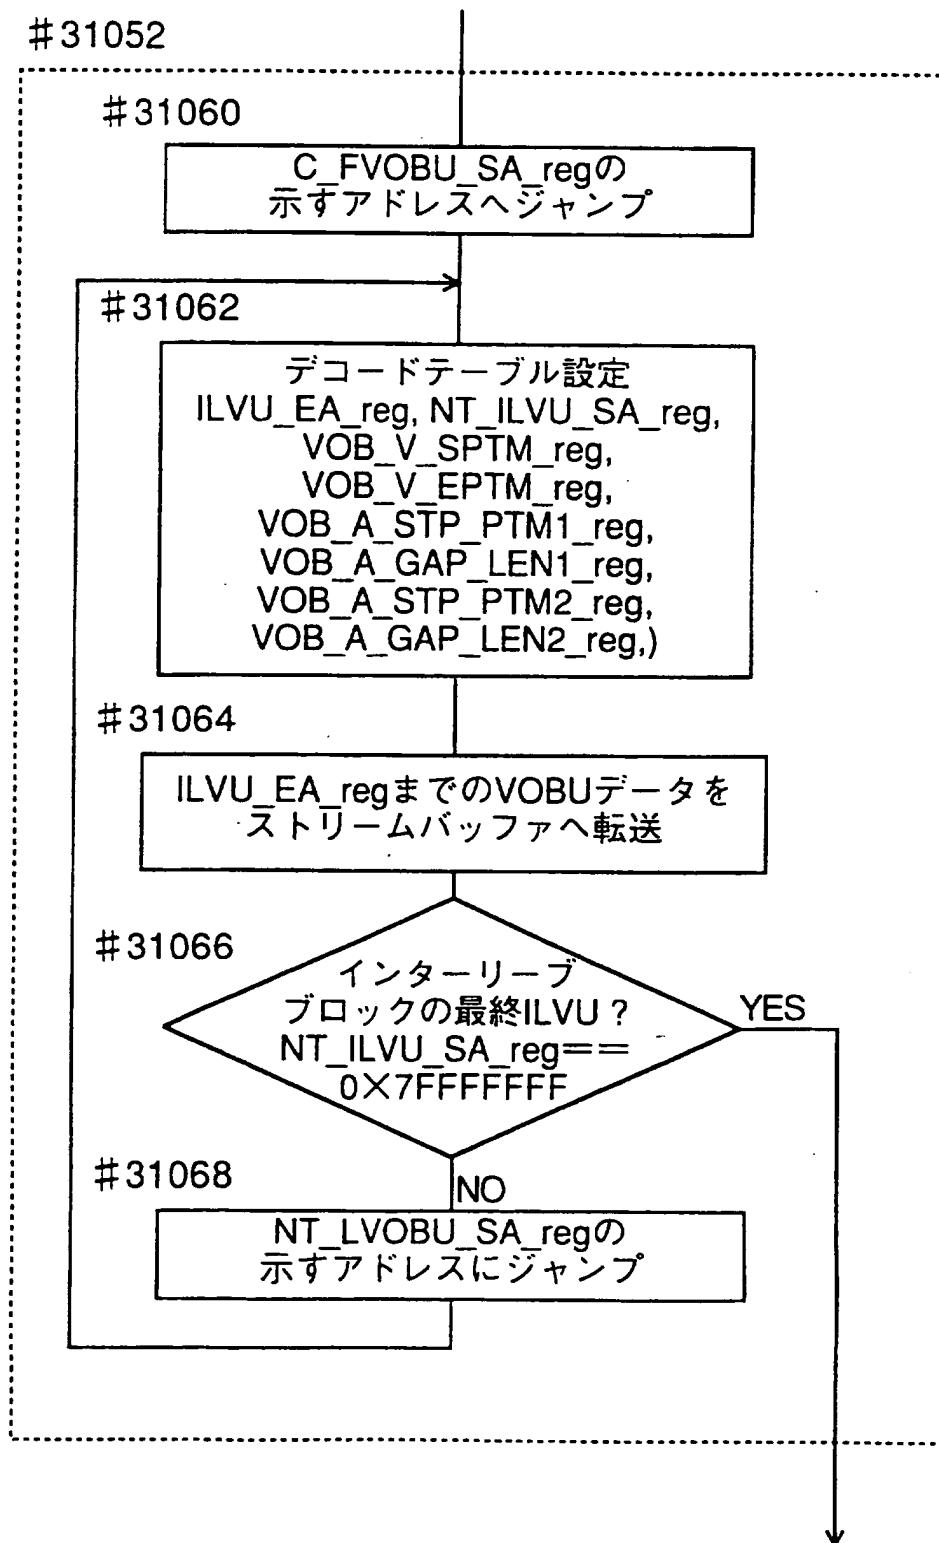 #31052
#31060
C_FVOBU_SA_regの
示すアドレスへジャンプ
#31062
デコードテーブル設定
ILVU_EA_reg, NT_ILVU_SA_reg,
VOB_V_SPTM_reg,
VOB_V_EPTM_reg,
VOB_A_STP_PTM1_reg,
VOB_A_GAP_LEN1_reg,
VOB_A_STP_PTM2_reg,
VOB_A_GAP_LEN2_reg,)
#31064
ILVU_EA_regまでのVOBUデータを
ストリームバッファへ転送
#31066
インターリーブ
ブロックの最終ILVU？
NT_ILVU_SA_reg==
0×7FFFFFFF
YES
#31068
NO
NT_LVOBU_SA_regの
示すアドレスにジャンプ